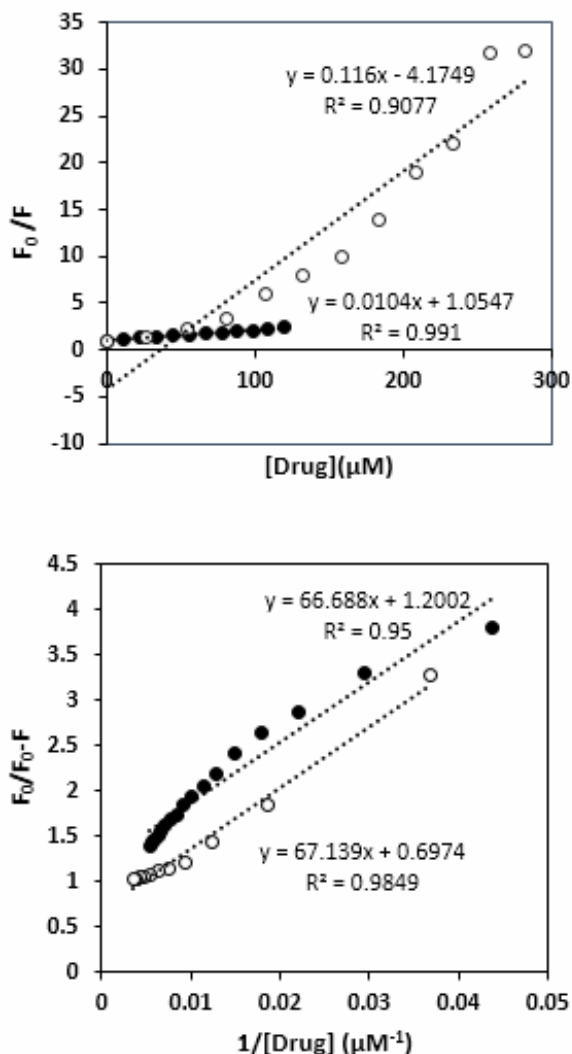 35
30
25
20
15
10
5
0
-5
-10
F₀ /F
y = 0.116x - 4.1749
R² = 0.9077
y = 0.0104x + 1.0547
R² = 0.991
0 100 200 300
[Drug](µM)
4.5
4
3.5
3
2.5
2
1.5
1
0.5
0
F₀/F₀-F
y = 66.688x + 1.2002
R² = 0.95
y = 67.139x + 0.6974
R² = 0.9849
0 0.01 0.02 0.03 0.04 0.05
1/[Drug] (µM⁻¹)